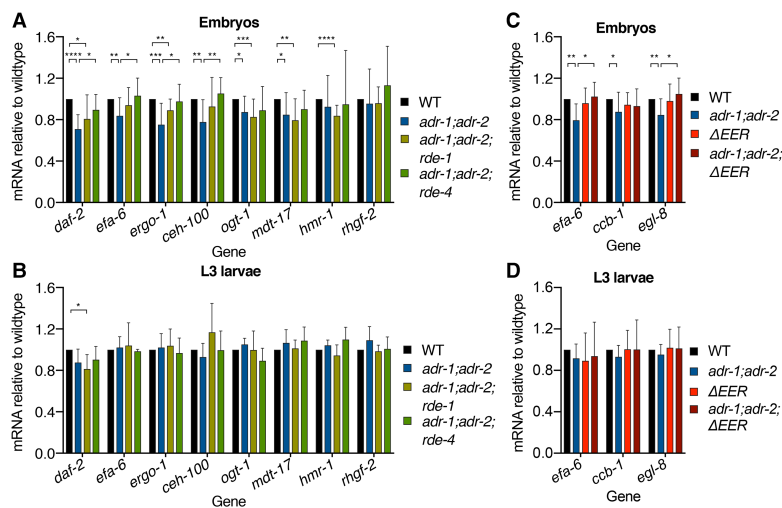 A
Embryos
mRNA relative to wildtype
1.6
1.2
0.8
0.4
0.0
* **** * ** * ** *** * ** ** *** * ** * ****
daf-2 efa-6 ergo-1 ceh-100 ogt-1 mdt-17 hmr-1 rhgf-2
Gene
WT
adr-1;adr-2
adr-1;adr-2;
rde-1
adr-1;adr-2;
rde-4
C
Embryos
mRNA relative to wildtype
1.6
1.2
0.8
0.4
0.0
** * * ** *
efa-6 ccb-1 egl-8
Gene
WT
adr-1;adr-2
ΔEER
adr-1;adr-2;
ΔEER
B
L3 larvae
mRNA relative to wildtype
1.6
1.2
0.8
0.4
0.0
*
daf-2 efa-6 ergo-1 ceh-100 ogt-1 mdt-17 hmr-1 rhgf-2
Gene
WT
adr-1;adr-2
adr-1;adr-2;
rde-1
adr-1;adr-2;
rde-4
D
L3 larvae
mRNA relative to wildtype
1.6
1.2
0.8
0.4
0.0
efa-6 ccb-1 egl-8
Gene
WT
adr-1;adr-2
ΔEER
adr-1;adr-2;
ΔEER